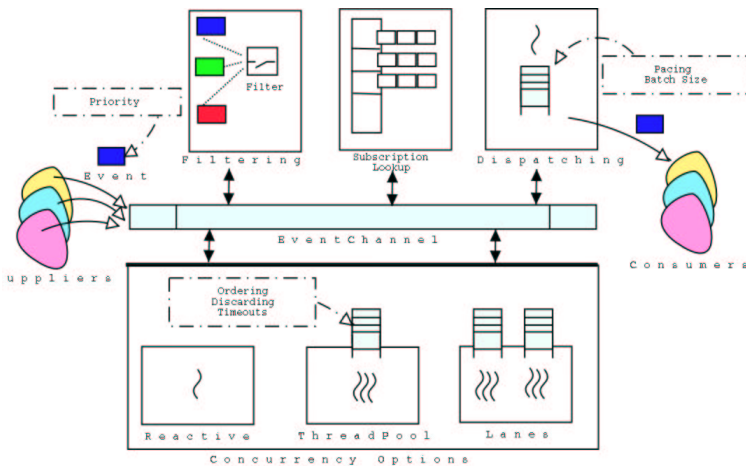 Filter
Pacing
Batch Size
Priority
Filtering
Subscription
Lookup
Dispatching
Event
EventChannel
uppliers
Consumers
Ordering
Discarding
Timeouts
Reactive
ThreadPool
Lanes
Concurrency Options